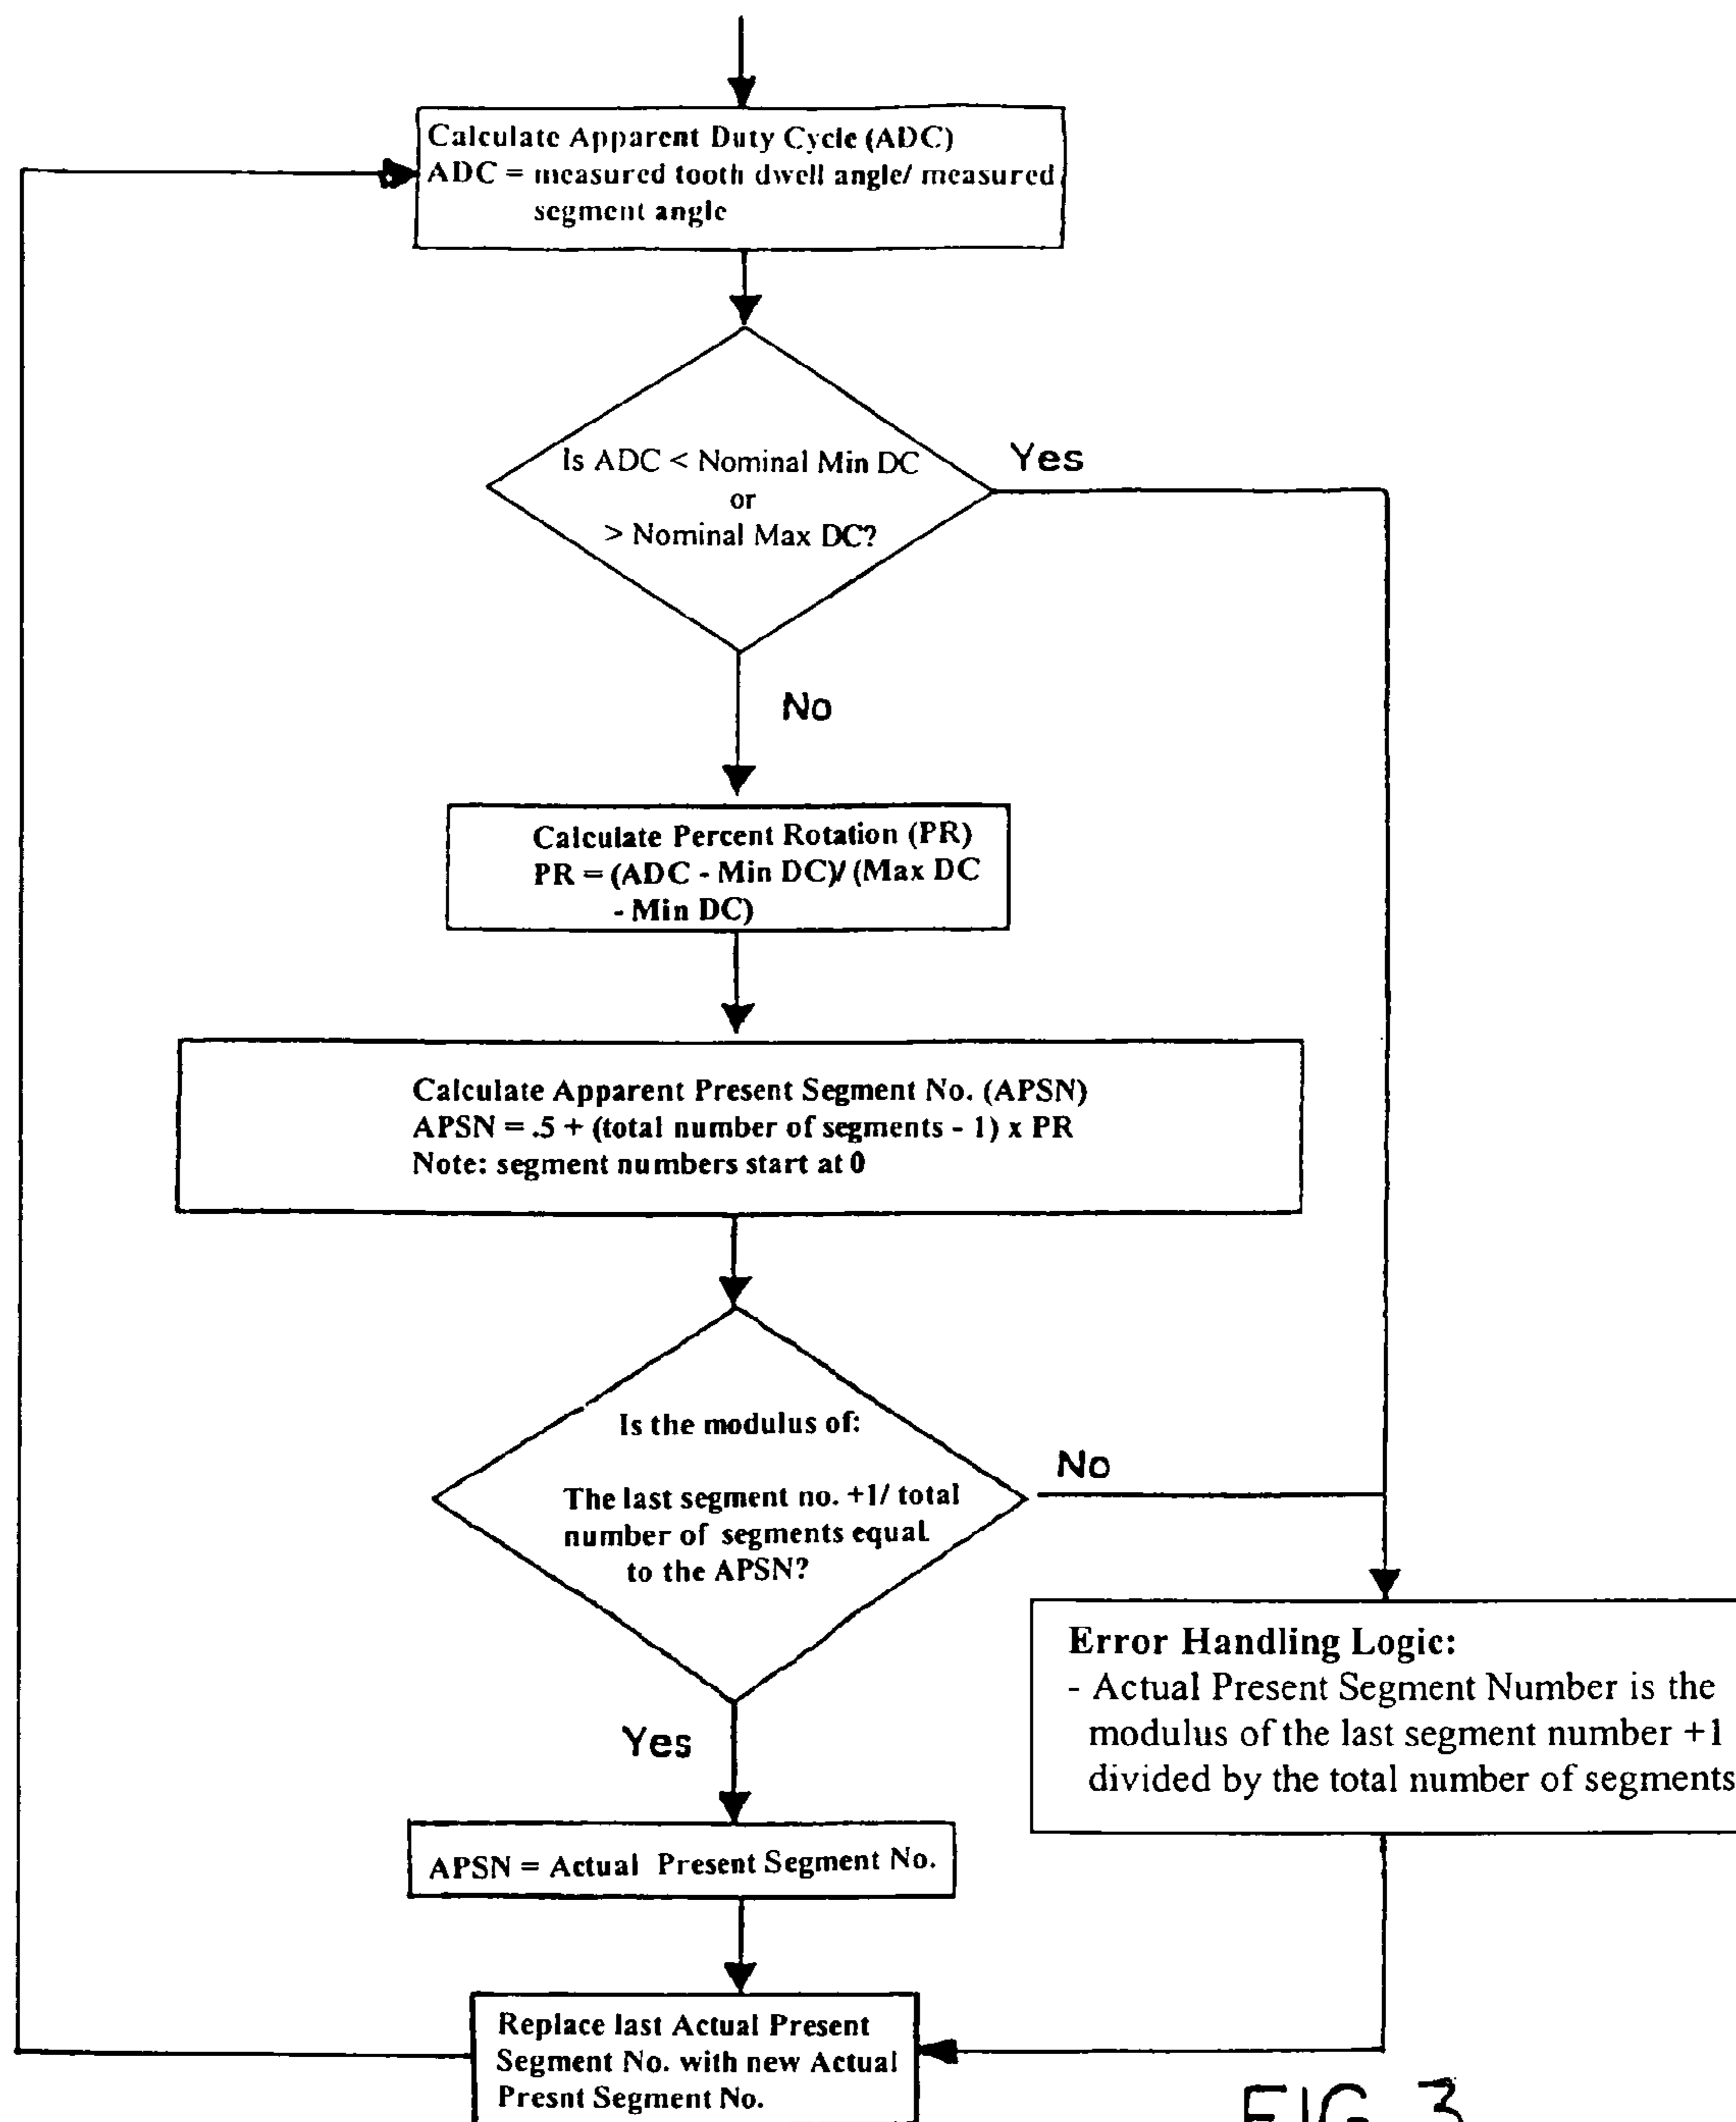 Calculate Apparent Duty Cycle (ADC)
ADC = measured tooth dwell angle/ measured
segment angle
Is ADC < Nominal Min DC
or
> Nominal Max DC?
Yes
No
Calculate Percent Rotation (PR)
PR = (ADC - Min DC)/ (Max DC
- Min DC)
Calculate Apparent Present Segment No. (APSN)
APSN = .5 + (total number of segments - 1) x PR
Note: segment numbers start at 0
Is the modulus of:
The last segment no. +1/ total
number of segments equal
to the APSN?
No
Yes
Error Handling Logic:
- Actual Present Segment Number is the
modulus of the last segment number +1
divided by the total number of segments
APSN = Actual Present Segment No.
Replace last Actual Present
Segment No. with new Actual
Presnt Segment No.
FIG 3